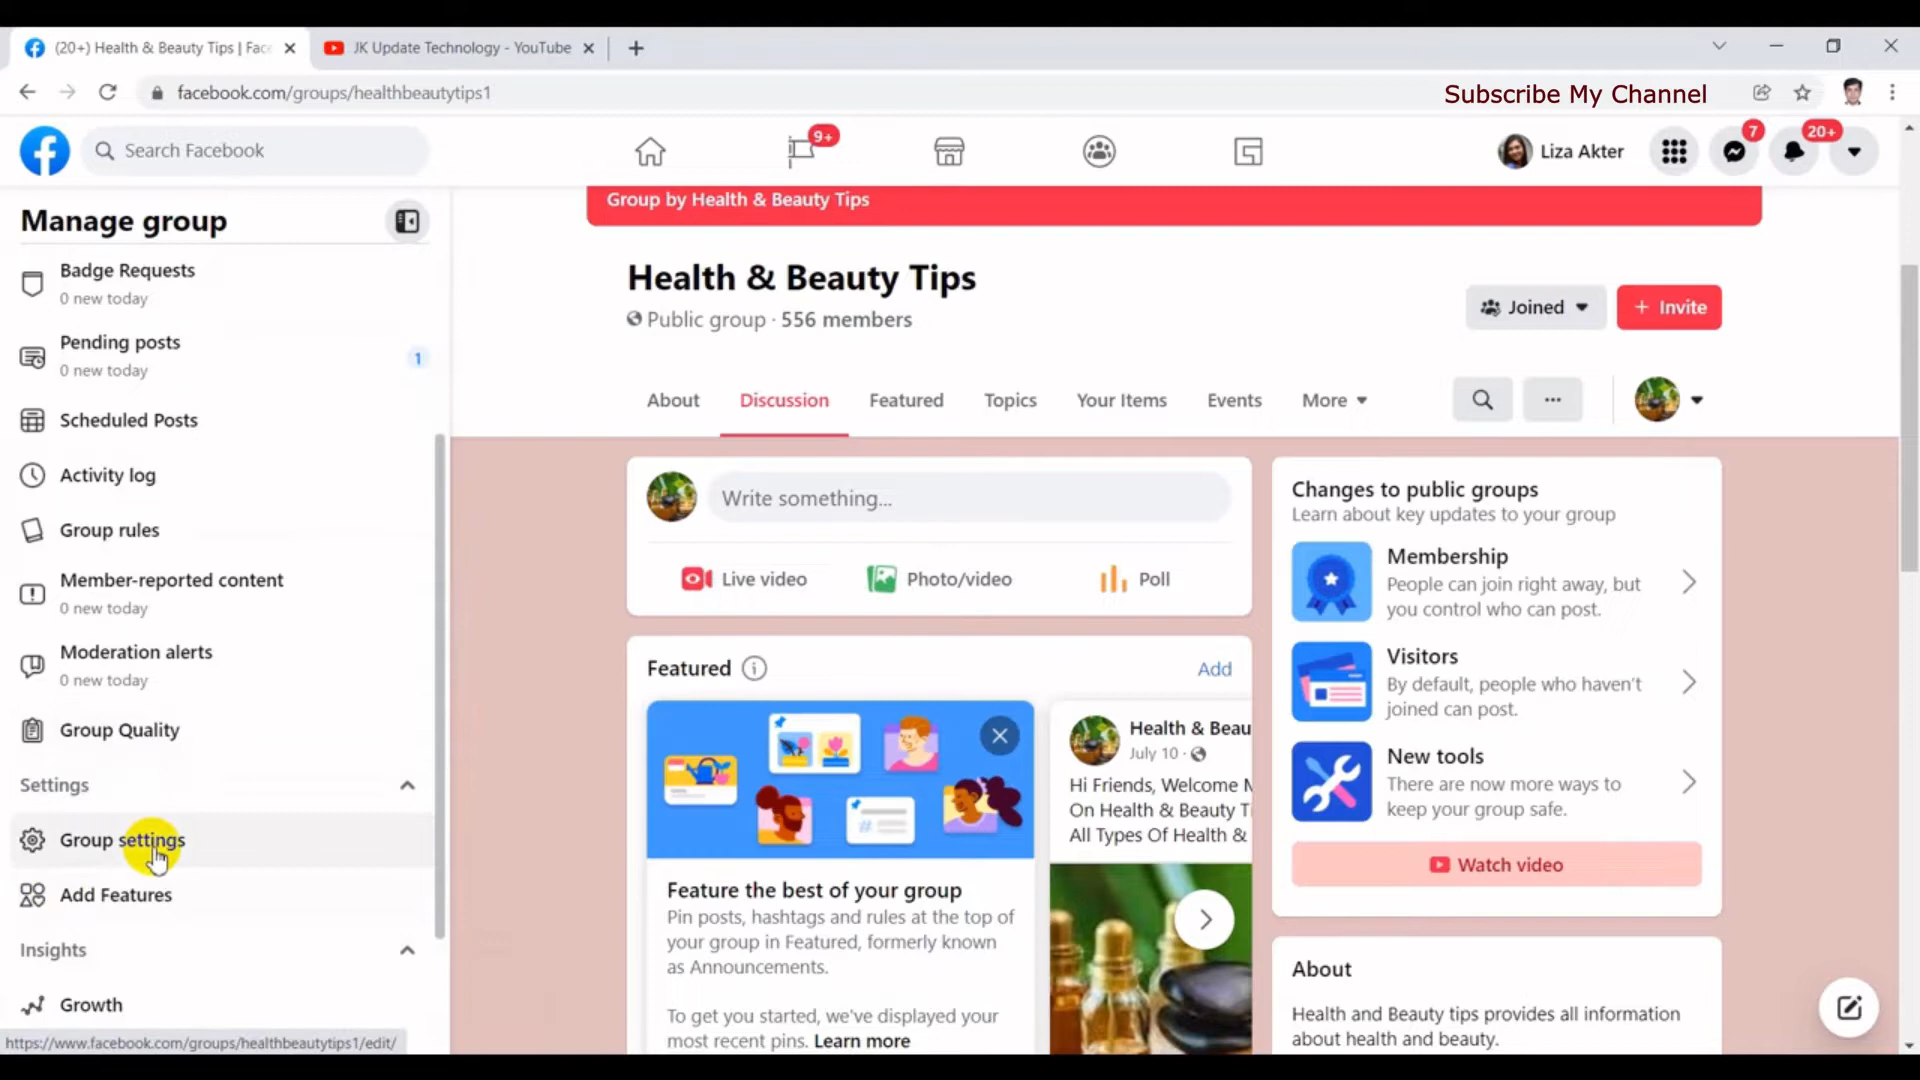 (20+) Health & Beauty Tips | Fac
JK Update Technology - YouTube
facebook.com/groups/healthbeautytips1
Subscribe My Channel
Search Facebook
9+
Liza Akter
7
20+
Manage group
Badge Requests
0 new today
Pending posts
0 new today
1
Scheduled Posts
Activity log
Group rules
Member-reported content
0 new today
Moderation alerts
0 new today
Group Quality
Settings
Group settings
Add Features
Insights
Growth
https://www.facebook.com/groups/healthbeautytips1/edit/
Group by Health & Beauty Tips
Health & Beauty Tips
Public group · 556 members
Joined
+ Invite
About
Discussion
Featured
Topics
Your Items
Events
More
Write something...
Live video
Photo/video
Poll
Featured
Add
Feature the best of your group
Pin posts, hashtags and rules at the top of
your group in Featured, formerly known
as Announcements.
To get you started, we've displayed your
most recent pins. Learn more
Health & Beau
July 10 ·
Hi Friends, Welcome M
On Health & Beauty Ti
All Types Of Health &
Changes to public groups
Learn about key updates to your group
Membership
People can join right away, but
you control who can post.
Visitors
By default, people who haven't
joined can post.
New tools
There are now more ways to
keep your group safe.
Watch video
About
Health and Beauty tips provides all information
about health and beauty.